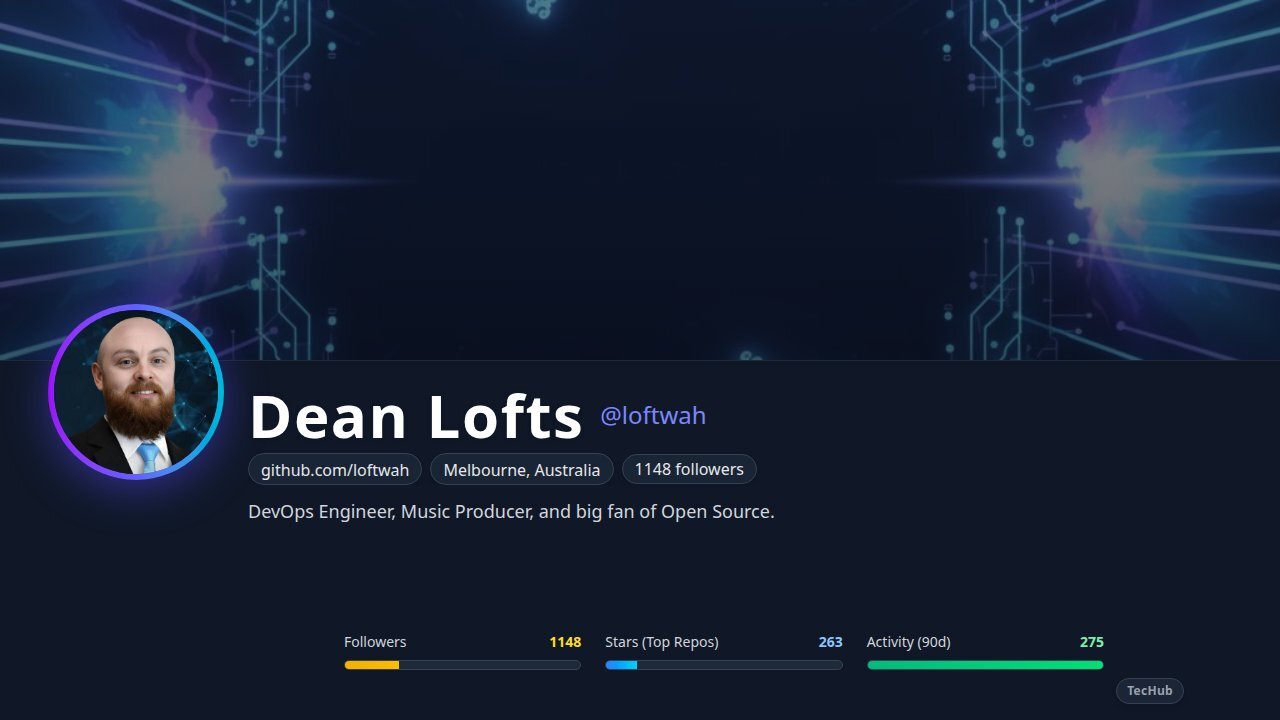 Dean Lofts @loftwah
github.com/loftwah Melbourne, Australia 1148 followers
DevOps Engineer, Music Producer, and big fan of Open Source.
Followers 1148 Stars (Top Repos) 263 Activity (90d) 275
TecHub